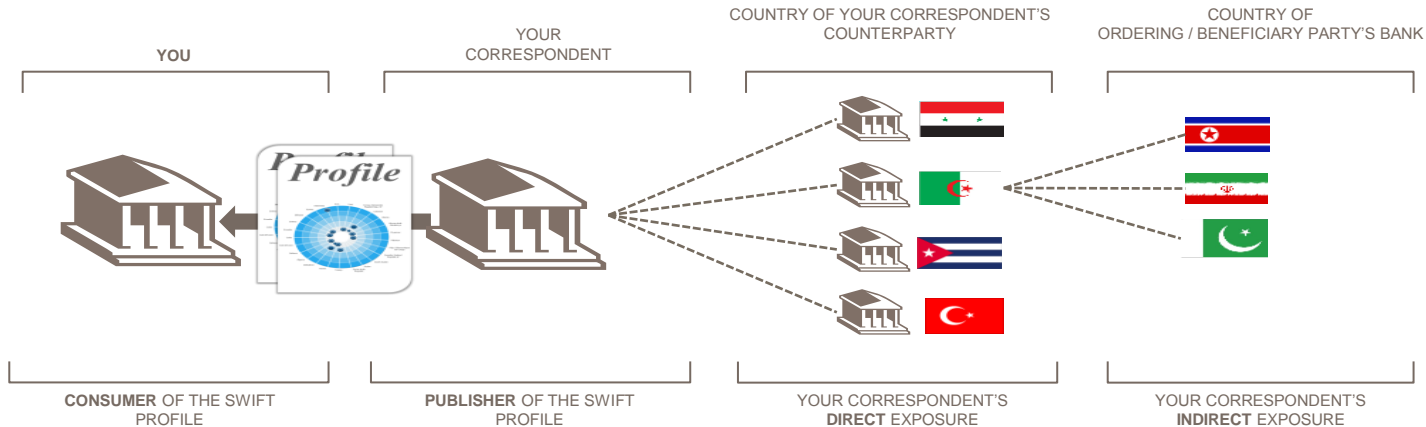 YOU
YOUR
CORRESPONDENT
COUNTRY OF YOUR CORRESPONDENT'S
COUNTERPARTY
COUNTRY OF
ORDERING / BENEFICIARY PARTY'S BANK
Profile
CONSUMER OF THE SWIFT
PROFILE
PUBLISHER OF THE SWIFT
PROFILE
YOUR CORRESPONDENT'S
DIRECT EXPOSURE
YOUR CORRESPONDENT'S
INDIRECT EXPOSURE